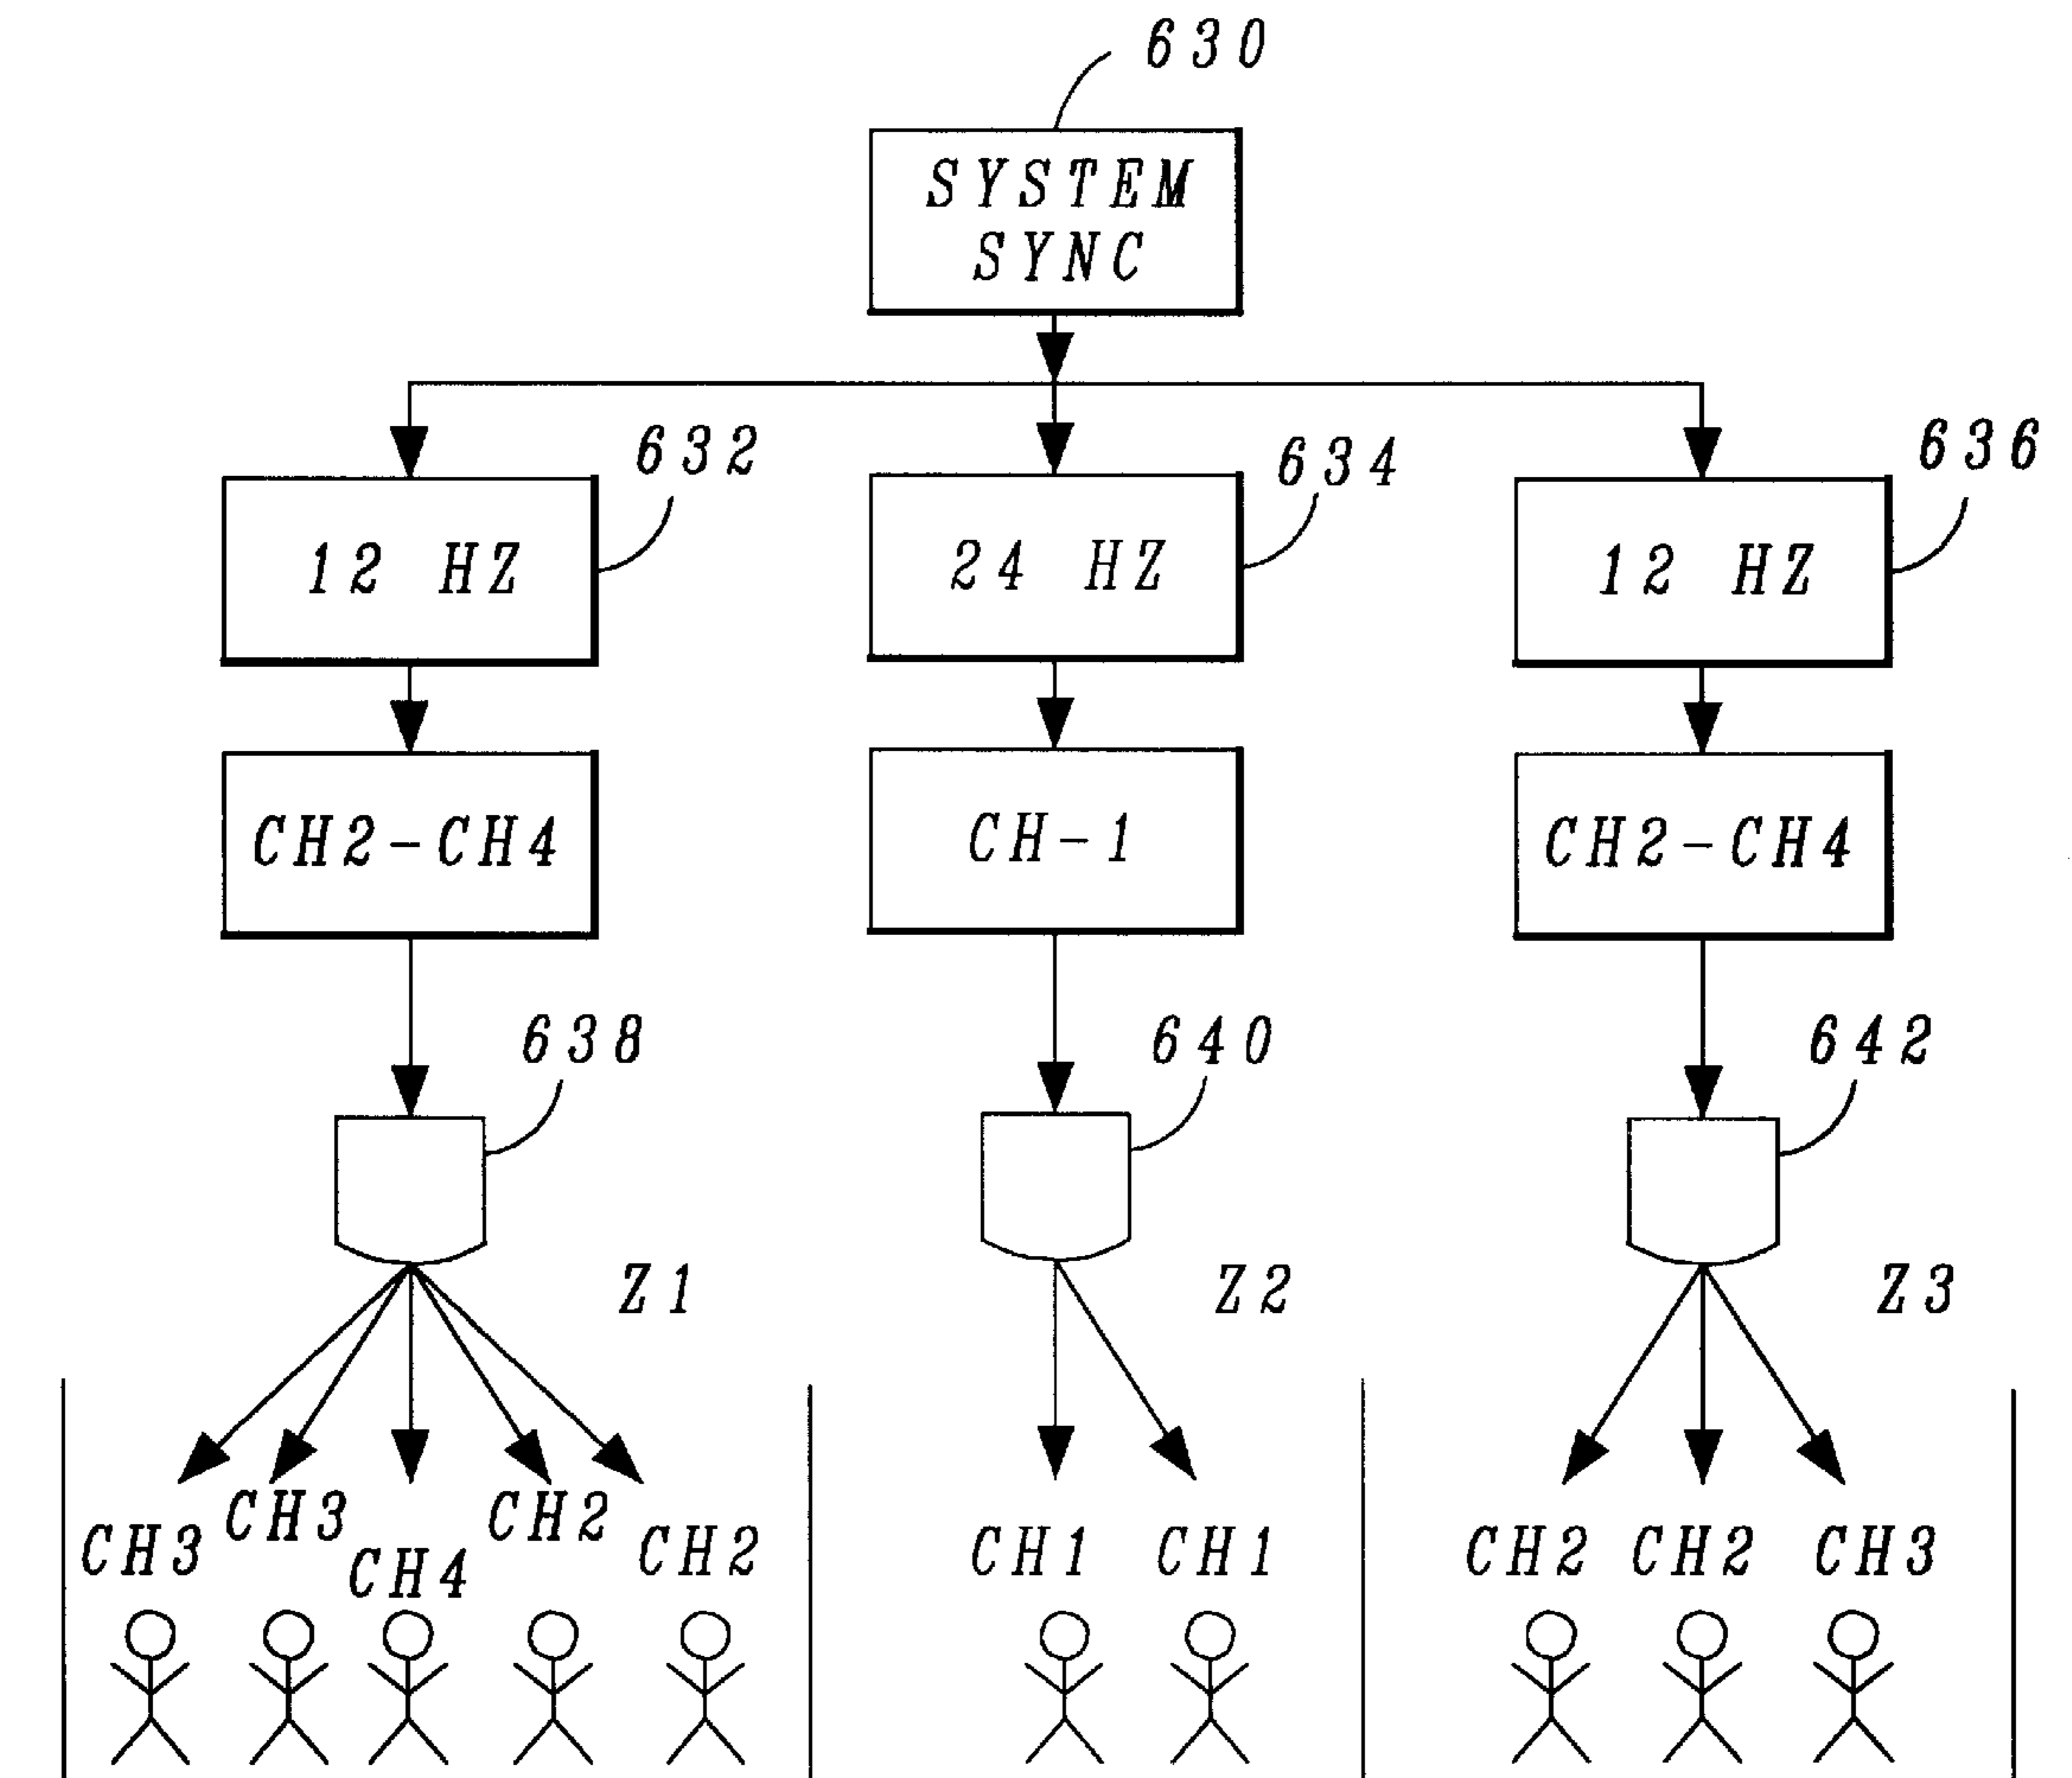 630
SYSTEM
SYNC
632
634
636
12 HZ
24 HZ
12 HZ
CH2-CH4
CH-1
CH2-CH4
638
640
642
Z1
Z2
Z3
CH3
CH3
CH4
CH2
CH2
CH1
CH1
CH2
CH2
CH3